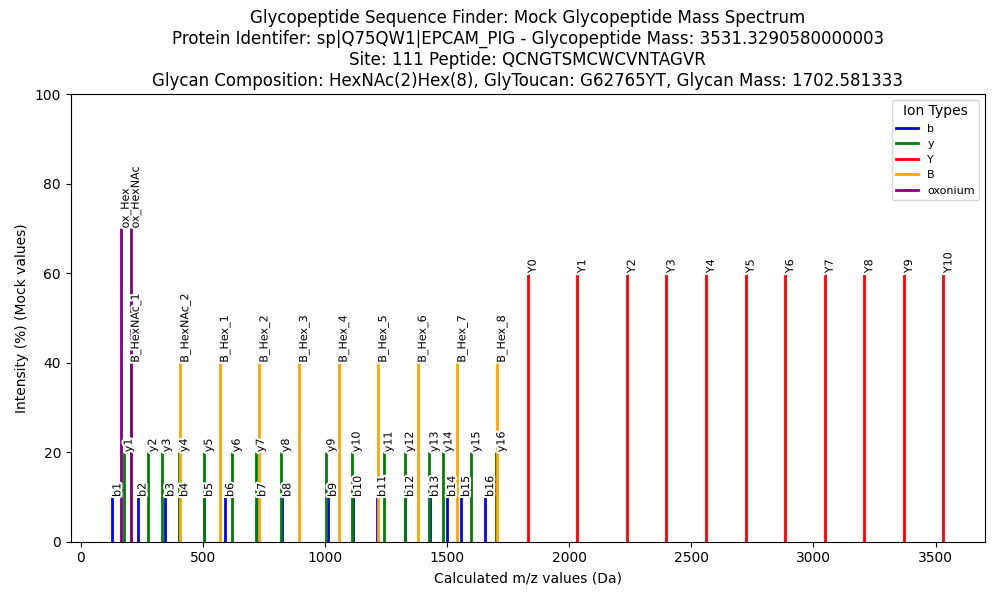 Glycopeptide Sequence Finder: Mock Glycopeptide Mass Spectrum
Protein Identifer: sp|Q75QW1|EPCAM_PIG - Glycopeptide Mass: 3531.3290580000003
Site: 111 Peptide: QCNGTSMCWCVNTAGVR
Glycan Composition: HexNAc(2)Hex(8), GlyToucan: G62765YT, Glycan Mass: 1702.581333
Intensity (%) (Mock values)
100
80
60
40
20
0
Ion Types
b
y
Y
B
oxonium
ox_Hex
ox_HexNAc
Y0
Y1
Y2
Y3
Y4
Y5
Y6
Y7
Y8
Y9
Y10
B_HexNAc_1
B_HexNAc_2
B_Hex_1
B_Hex_2
B_Hex_3
B_Hex_4
B_Hex_5
B_Hex_6
B_Hex_7
B_Hex_8
y1
y2
y3
y4
y5
y6
y7
y8
y9
y10
y11
y12
y13
y14
y15
y16
b1
b2
b3
b4
b5
b6
b7
b8
b9
b10
b11
b12
b13
b14
b15
b16
0
500
1000
1500
2000
2500
3000
3500
Calculated m/z values (Da)